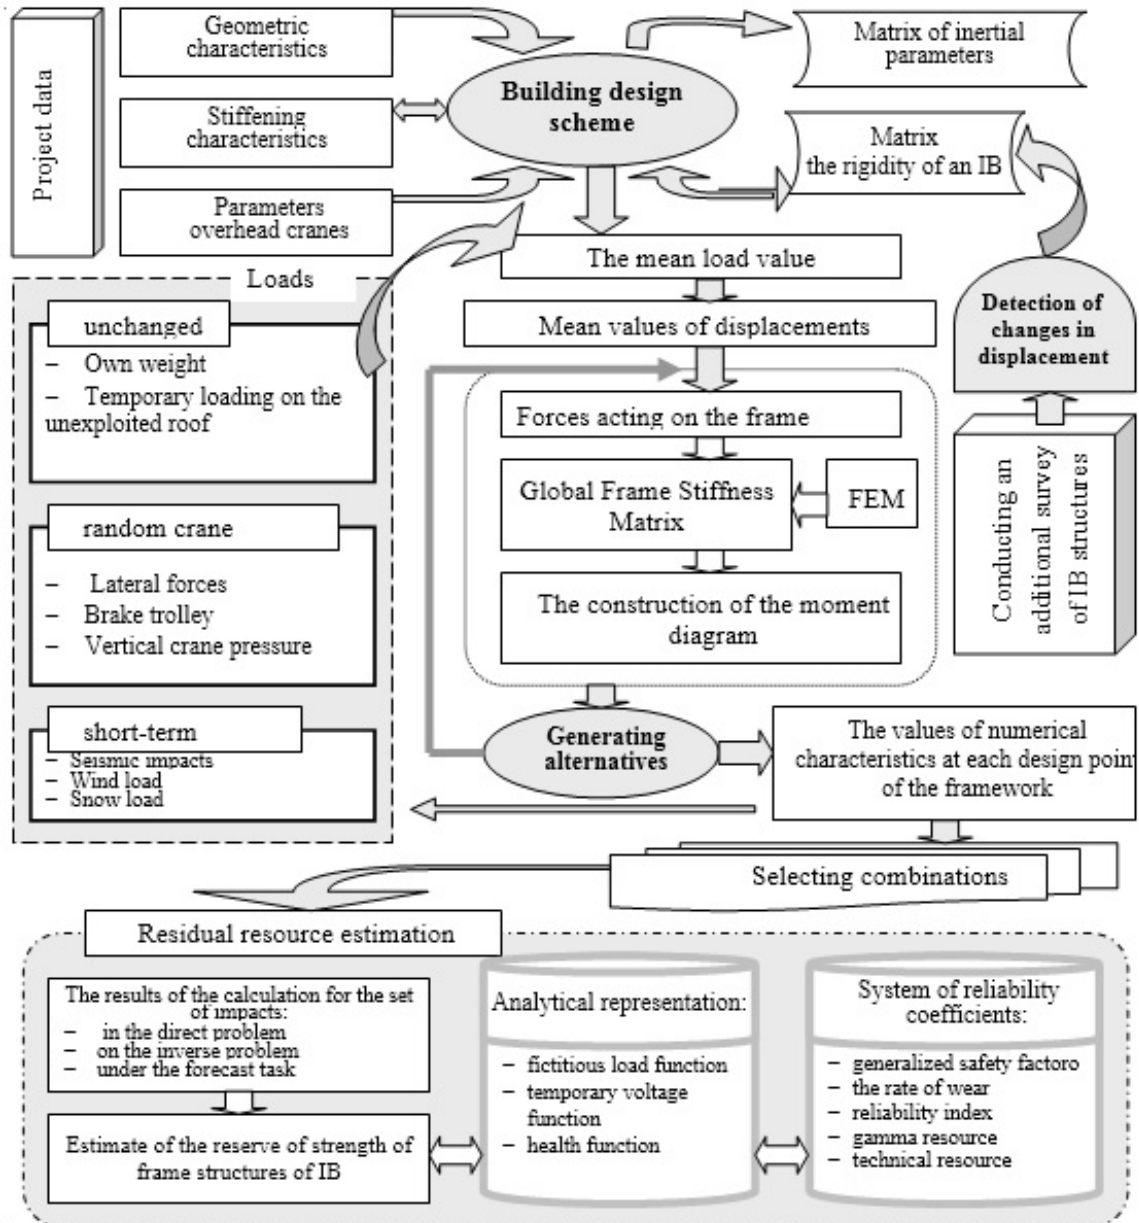 Project data
Geometric
characteristics
Stiffening
characteristics
Parameters
overhead cranes
Building design
scheme
Matrix of inertial
parameters
Matrix
the rigidity of an IB
Loads
unchanged
– Own weight
– Temporary loading on the
unexploited roof
random crane
– Lateral forces
– Brake trolley
– Vertical crane pressure
short-term
– Seismic impacts
– Wind load
– Snow load
The mean load value
Mean values of displacements
Forces acting on the frame
Global Frame Stiffness
Matrix
FEM
The construction of the moment
diagram
Detection of
changes in
displacement
Conducting an
additional survey
of IB structures
Generating
alternatives
The values of numerical
characteristics at each design poin
of the framework
Selecting combinations
Residual resource estimation
The results of the calculation for the set
of impacts:
– in the direct problem
– on the inverse problem
– under the forecast task
Estimate of the reserve of strength of
frame structures of IB
Analytical representation:
– fictitious load function
– temporary voltage
function
– health function
System of reliability
coefficients:
– generalized safety factoro
– the rate of wear
– reliability index
– gamma resource
– technical resource